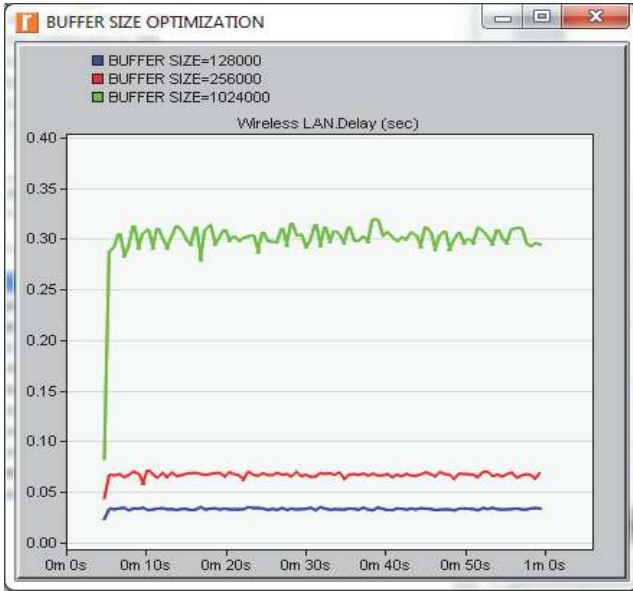 BUFFER SIZE OPTIMIZATION
BUFFER SIZE=128000
BUFFER SIZE=256000
BUFFER SIZE=1024000
Wireless LAN.Delay (sec)
0.40
0.35
0.30
0.25
0.20
0.15
0.10
0.05
0.00
0m 0s 0m 10s 0m 20s 0m 30s 0m 40s 0m 50s 1m 0s